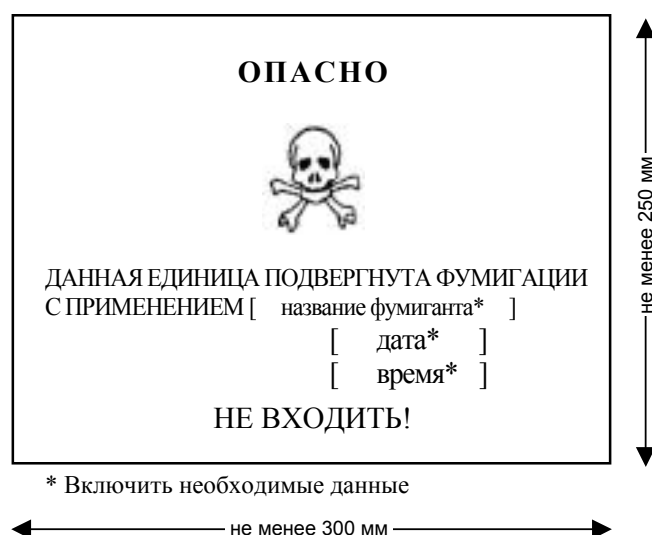 ОПАСНО
ДАННАЯ ЕДИНИЦА ПОДВЕРГНУТА ФУМИГАЦИИ
С ПРИМЕНЕНИЕМ [ название фумиганта* ]
[ дата* ]
[ время* ]
НЕ ВХОДИТЬ!
* Включить необходимые данные
не менее 300 мм
не менее 250 мм